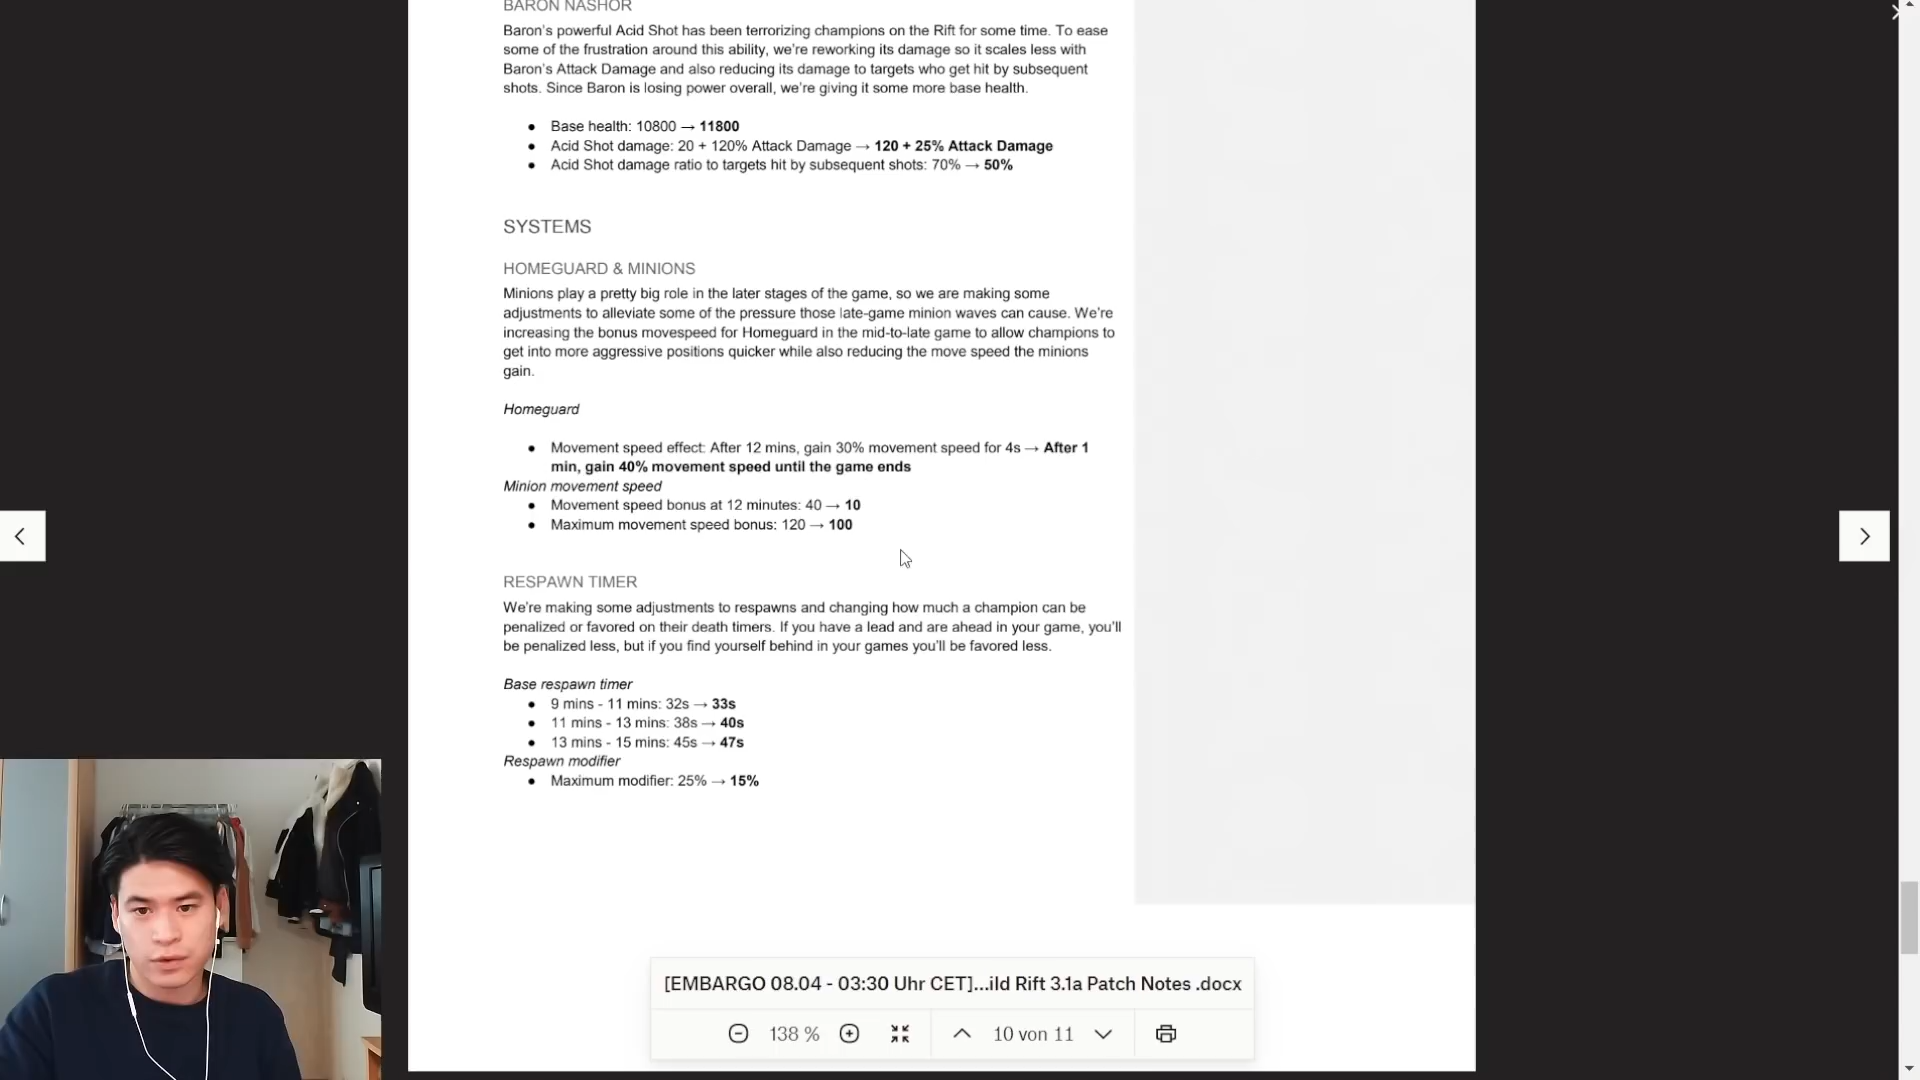 BARON NASHOR
Baron's powerful Acid Shot has been terrorizing champions on the Rift for some time. To ease
some of the frustration around this ability, we're reworking its damage so it scales less with
Baron's Attack Damage and also reducing its damage to targets who get hit by subsequent
shots. Since Baron is losing power overall, we're giving it some more base health.
● Base health: 10800 → 11800
● Acid Shot damage: 20 + 120% Attack Damage → 120 + 25% Attack Damage
● Acid Shot damage ratio to targets hit by subsequent shots: 70% → 50%
SYSTEMS
HOMEGUARD & MINIONS
Minions play a pretty big role in the later stages of the game, so we are making some
adjustments to alleviate some of the pressure those late-game minion waves can cause. We're
increasing the bonus movespeed for Homeguard in the mid-to-late game to allow champions to
get into more aggressive positions quicker while also reducing the move speed the minions
gain.
Homeguard
● Movement speed effect: After 12 mins, gain 30% movement speed for 4s → After 1
min, gain 40% movement speed until the game ends
Minion movement speed
● Movement speed bonus at 12 minutes: 40 → 10
● Maximum movement speed bonus: 120 → 100
RESPAWN TIMER
We're making some adjustments to respawns and changing how much a champion can be
penalized or favored on their death timers. If you have a lead and are ahead in your game, you'll
be penalized less, but if you find yourself behind in your games you'll be favored less.
Base respawn timer
● 9 mins - 11 mins: 32s → 33s
● 11 mins - 13 mins: 38s → 40s
● 13 mins - 15 mins: 45s → 47s
Respawn modifier
● Maximum modifier: 25% → 15%
[EMBARGO 08.04 - 03:30 Uhr CET]...ild Rift 3.1a Patch Notes .docx
138 %
10 von 11